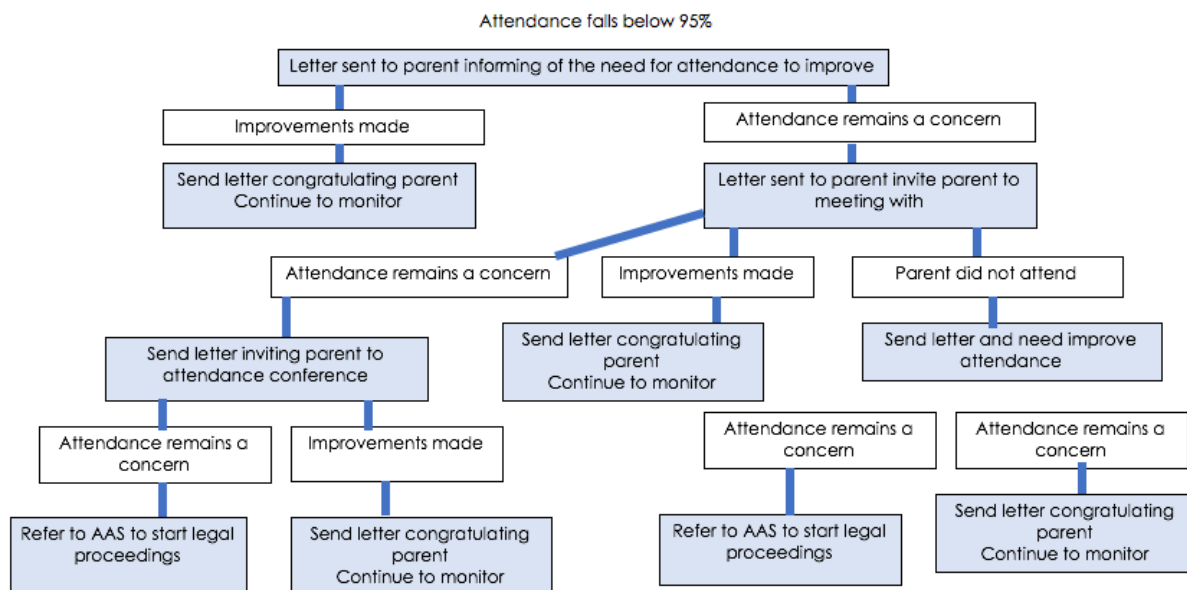 Attendance falls below 95%
Letter sent to parent informing of the need for attendance to improve
Improvements made
Attendance remains a concern
Send letter congratulating parent
Continue to monitor
Letter sent to parent invite parent to
meeting with
Attendance remains a concern
Improvements made
Parent did not attend
Send letter inviting parent to
attendance conference
Send letter congratulating
parent
Continue to monitor
Send letter and need improve
attendance
Attendance remains a
concern
Improvements made
Attendance remains a
concern
Attendance remains a
concern
Refer to AAS to start legal
proceedings
Send letter congratulating
parent
Continue to monitor
Refer to AAS to start legal
proceedings
Send letter congratulating
parent
Continue to monitor